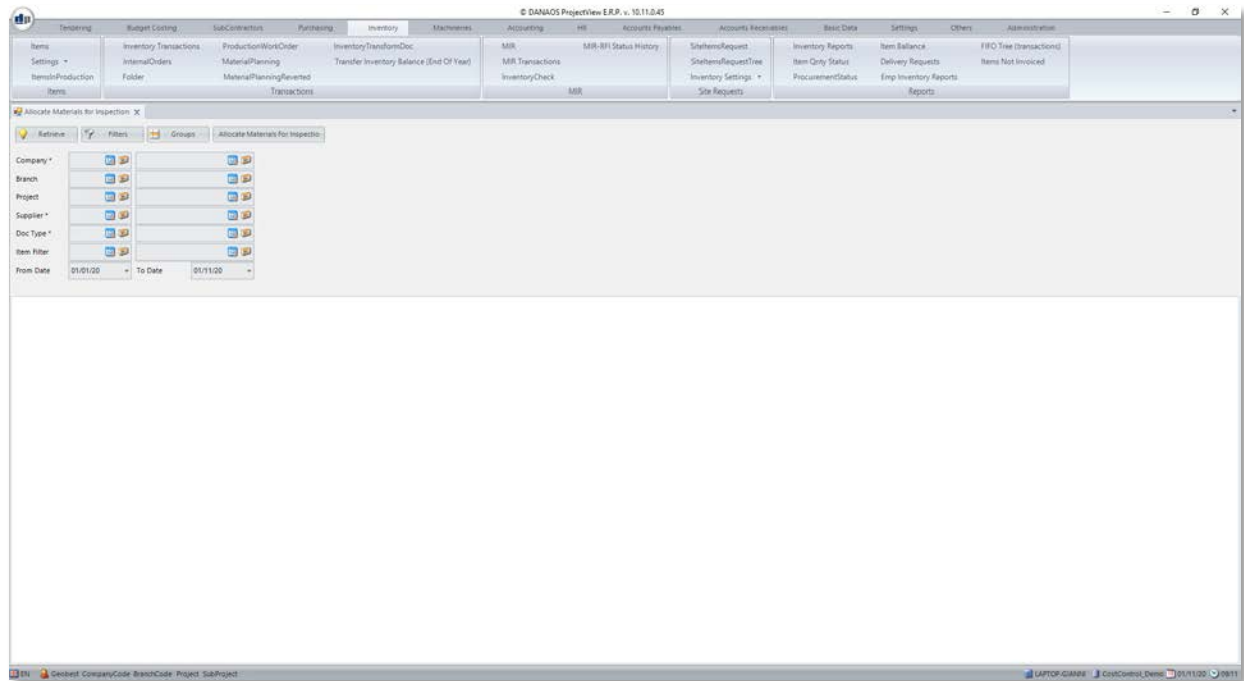 © DANAOS ProjectView E.R.P. v. 10.11.0.45
dp
Tendering Budget Costing SubContractors Purchasing Inventory Machineries Accounting HR Accounts Payables Accounts Receivables Basic Data Settings Others Administration
Items Inventory Transactions ProductionWorkOrder InventoryTransformDoc MIR MIR-RFI Status History SiteItemsRequest Inventory Reports Item Ballance FIFO Tree (transactions)
Settings InternalOrders MaterialPlanning Transfer Inventory Balance (End Of Year) MIR Transactions SiteItemsRequestTree Item Qnty Status Delivery Requests Items Not Invoiced
ItemsInProduction Folder MaterialPlanningReverted InventoryCheck Inventory Settings ProcurementStatus Emp Inventory Reports
Items Transactions MIR Site Requests Reports
Allocate Materials for Inspection X
Retrieve Filters Groups Allocate Materials For Inspectio
Company *
Branch
Project
Supplier *
Doc Type *
Item Filter
From Date 01/01/20 To Date 01/11/20
EN Geobest CompanyCode BranchCode Project SubProject LAPTOP-GIANNI CostControl_Demo 01/11/20 09:11